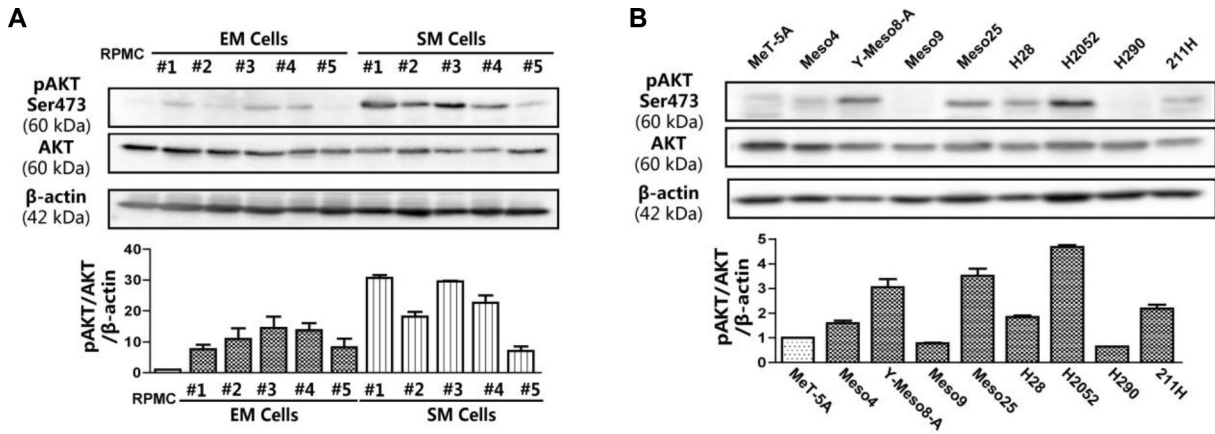 A
EM Cells SM Cells
RPMC #1 #2 #3 #4 #5 #1 #2 #3 #4 #5
pAKT
Ser473
(60 kDa)
AKT
(60 kDa)
β-actin
(42 kDa)
pAKT/AKT
/β-actin
40
30
20
10
0
RPMC #1 #2 #3 #4 #5 #1 #2 #3 #4 #5
EM Cells SM Cells
B
MeT-5A Meso4 Y-Meso8-A Meso9 Meso25 H28 H2052 H290 211H
pAKT
Ser473
(60 kDa)
AKT
(60 kDa)
β-actin
(42 kDa)
pAKT/AKT
/β-actin
5
4
3
2
1
0
MeT-5A Meso4 Y-Meso8-A Meso9 Meso25 H28 H2052 H290 211H